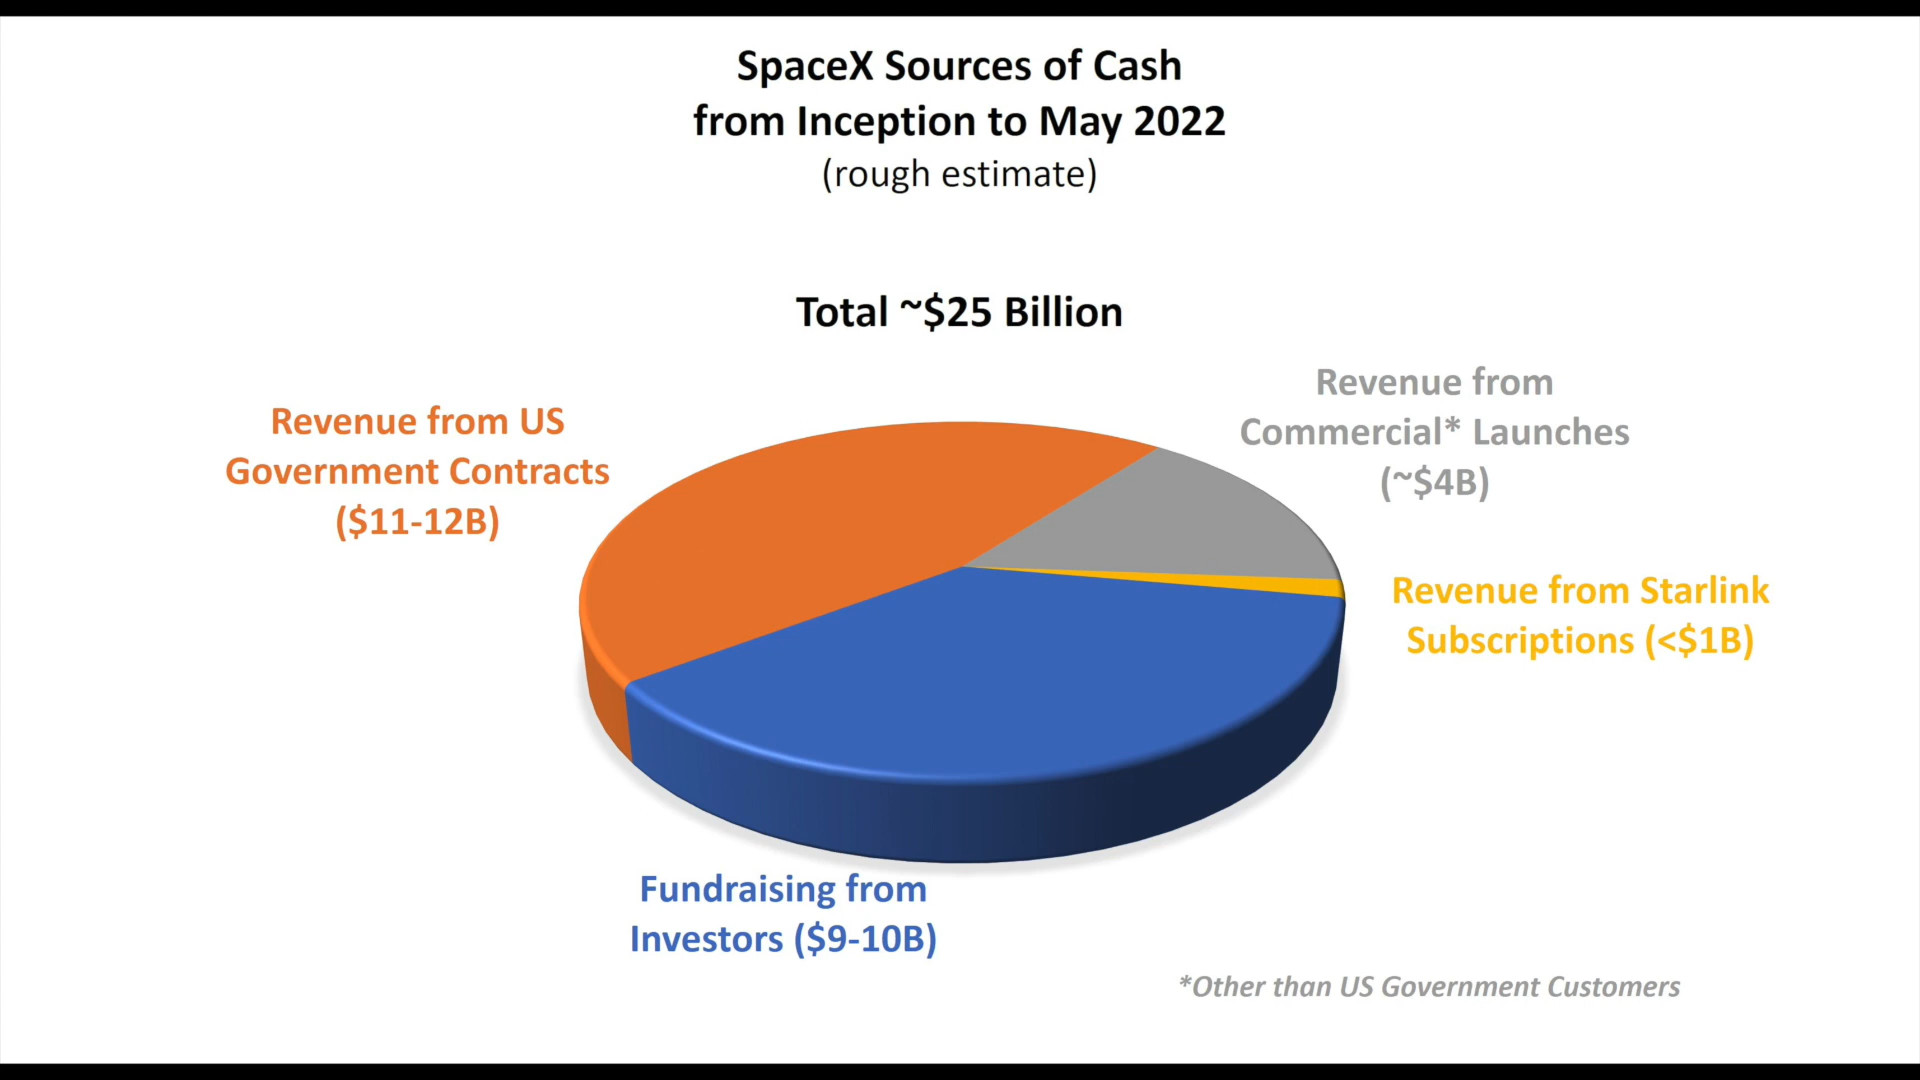 SpaceX Sources of Cash
from Inception to May 2022
(rough estimate)
Total ~$25 Billion
Revenue from US
Government Contracts
($11-12B)
Revenue from
Commercial* Launches
(~$4B)
Revenue from Starlink
Subscriptions (<$1B)
Fundraising from
Investors ($9-10B)
*Other than US Government Customers